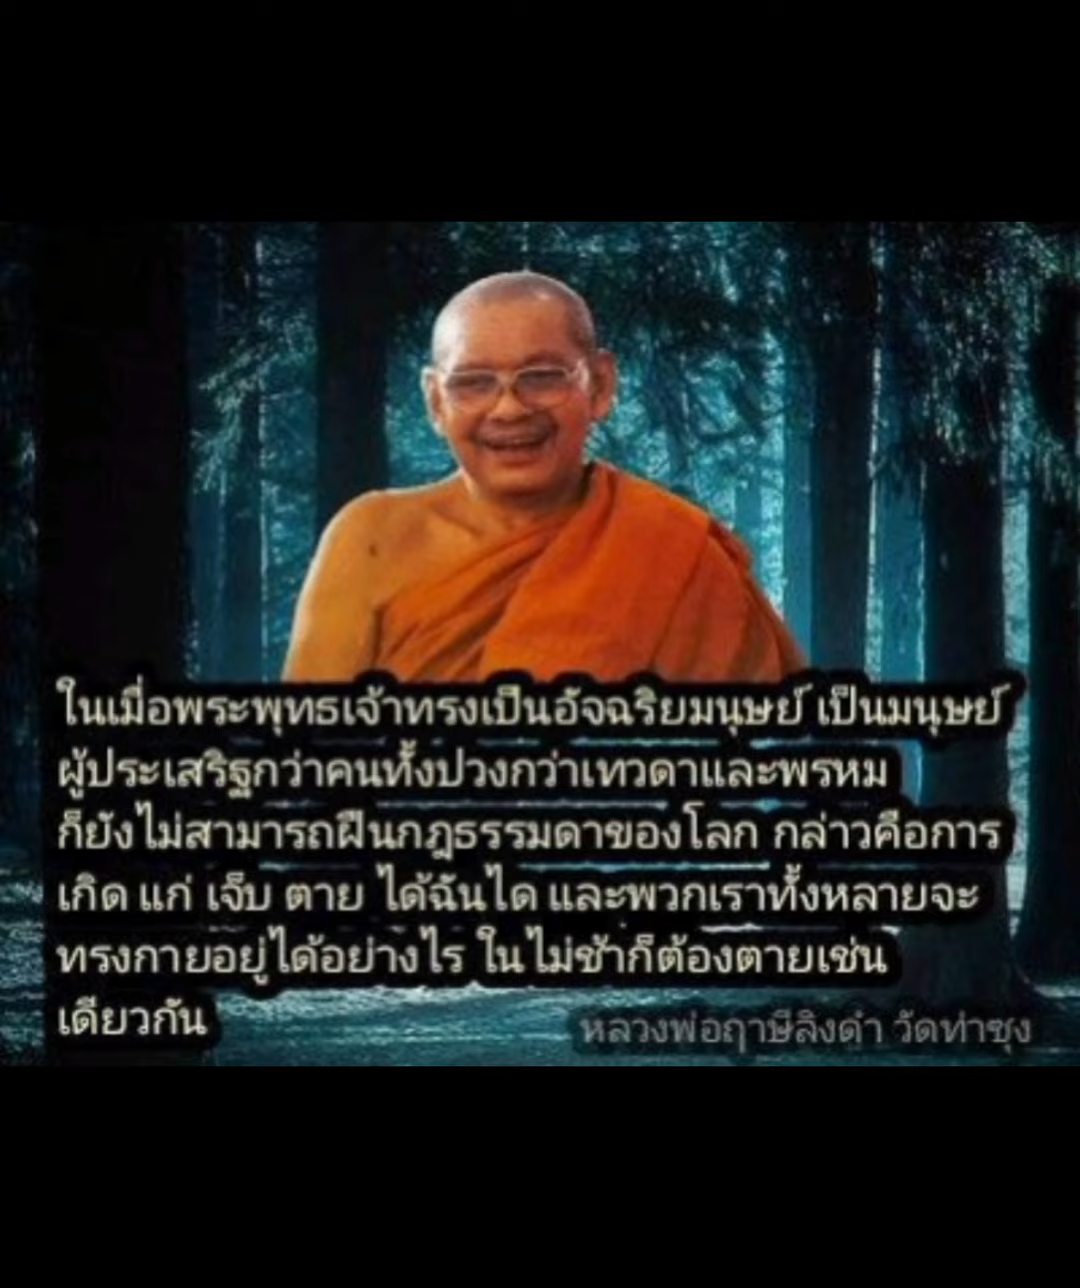 ในเมื่อพระพุทธเจ้าทรงเป็นอัจฉริยมนุษย์ เป็นมนุษย์
ผู้ประเสริฐกว่าคนทั้งปวงกว่าเทวดาและพรหม
ก็ยังไม่สามารถฝืนกฎธรรมดาของโลก กล่าวคือการ
เกิด แก่ เจ็บ ตาย ได้ฉันได และพวกเราทั้งหลายจะ
ทรงกายอยู่ได้อย่างไร ในไม่ช้าก็ต้องตายเช่น
เดียวกัน
หลวงพ่อฤาษีลิงดำ วัดท่าซุง